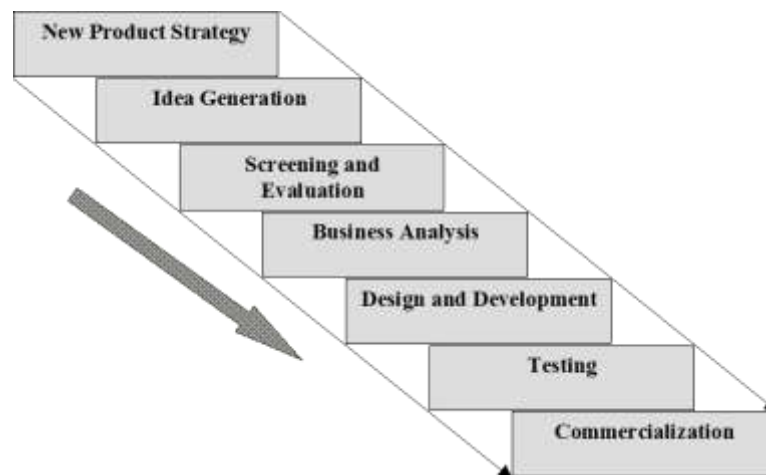 New Product Strategy
Idea Generation
Screening and
Evaluation
Business Analysis
Design and Development
Testing
Commercialization